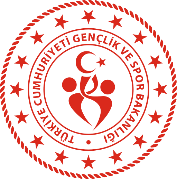 TÜRKİYE CUMHURİYETİ GENÇLİK VE SPOR BAKANLIĞI